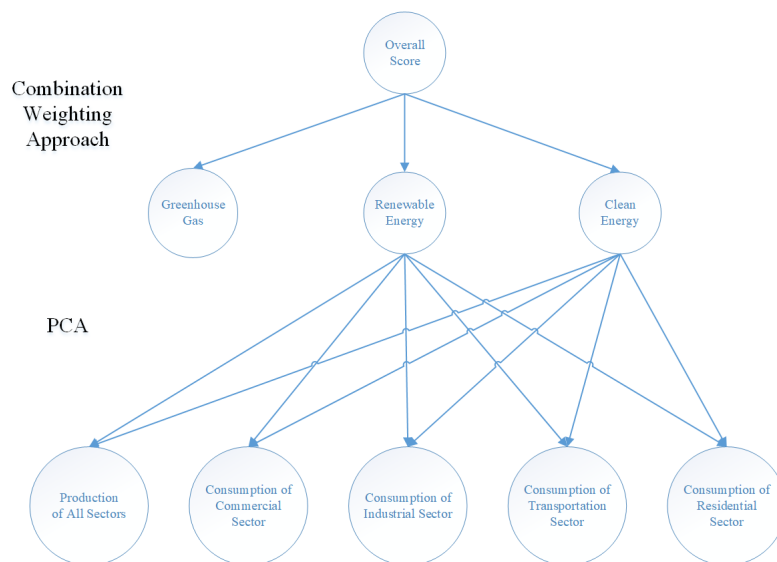 Overall
Score
Combination
Weighting
Approach
Greenhouse
Gas
Renewable
Energy
Clean
Energy
PCA
Production
of All Sectors
Consumption of
Commercial
Sector
Consumption of
Industrial Sector
Consumption of
Transportation
Sector
Consumption of
Residential
Sector